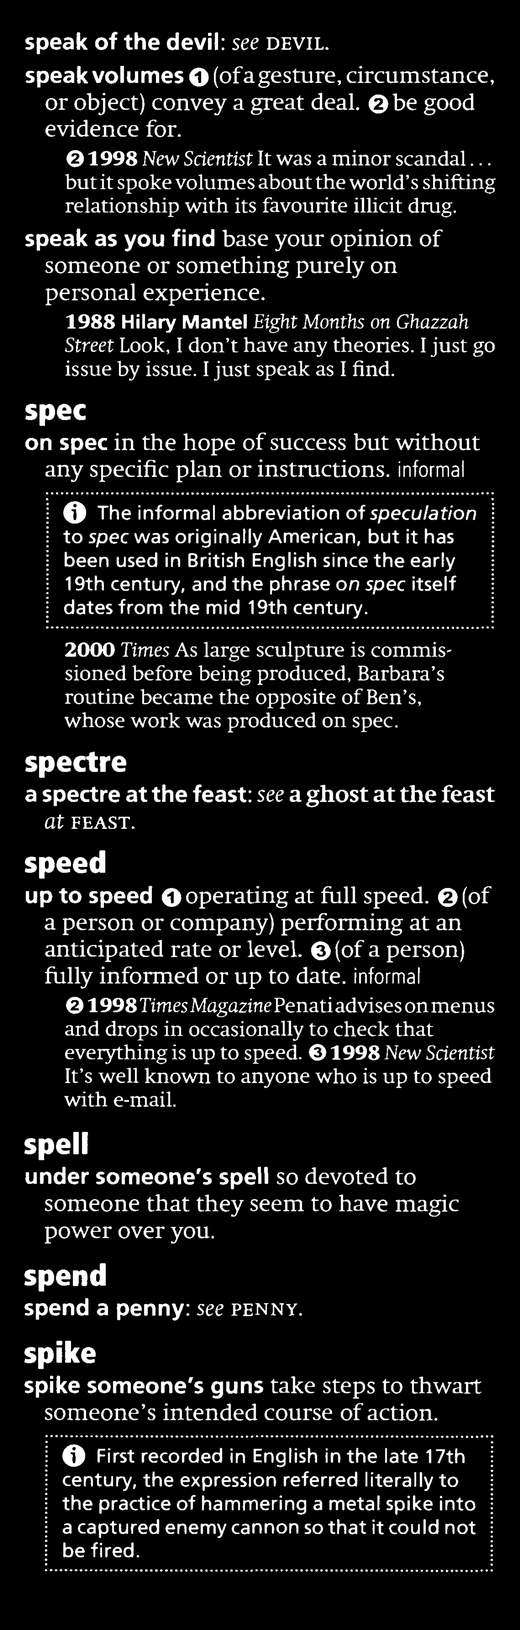 speak of the devil: see DEVIL.
speak volumes ❶ (of a gesture, circumstance,
or object) convey a great deal. ❷ be good
evidence for.
❷ 1998 New Scientist It was a minor scandal...
but it spoke volumes about the world's shifting
relationship with its favourite illicit drug.
speak as you find base your opinion of
someone or something purely on
personal experience.
1988 Hilary Mantel Eight Months on Ghazzah
Street Look, I don't have any theories. I just go
issue by issue. I just speak as I find.
spec
on spec in the hope of success but without
any specific plan or instructions. informal
ⓘ The informal abbreviation of speculation
to spec was originally American, but it has
been used in British English since the early
19th century, and the phrase on spec itself
dates from the mid 19th century.
2000 Times As large sculpture is commis-
sioned before being produced, Barbara's
routine became the opposite of Ben's,
whose work was produced on spec.
spectre
a spectre at the feast: see a ghost at the feast
at FEAST.
speed
up to speed ❶ operating at full speed. ❷ (of
a person or company) performing at an
anticipated rate or level. ❸ (of a person)
fully informed or up to date. informal
❷ 1998 Times Magazine Penati advises on menus
and drops in occasionally to check that
everything is up to speed. ❸ 1998 New Scientist
It's well known to anyone who is up to speed
with e-mail.
spell
under someone's spell so devoted to
someone that they seem to have magic
power over you.
spend
spend a penny: see PENNY.
spike
spike someone's guns take steps to thwart
someone's intended course of action.
ⓘ First recorded in English in the late 17th
century, the expression referred literally to
the practice of hammering a metal spike into
a captured enemy cannon so that it could not
be fired.